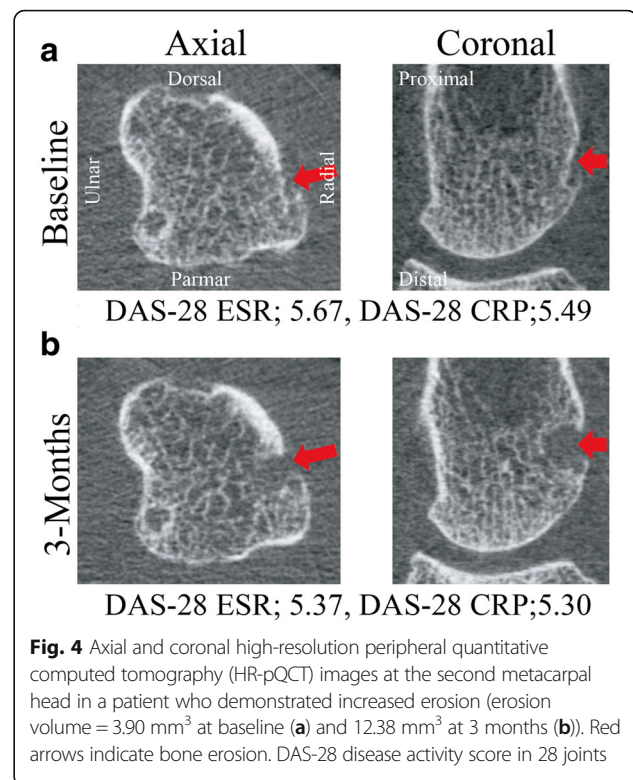 a
Axial
Coronal
Baseline
Dorsal
Ulnar
Radial
Parmar
Proximal
Distal
DAS-28 ESR; 5.67, DAS-28 CRP;5.49
b
3-Months
DAS-28 ESR; 5.37, DAS-28 CRP;5.30
Fig. 4 Axial and coronal high-resolution peripheral quantitative
computed tomography (HR-pQCT) images at the second metacarpal
head in a patient who demonstrated increased erosion (erosion
volume = 3.90 mm³ at baseline (a) and 12.38 mm³ at 3 months (b)). Red
arrows indicate bone erosion. DAS-28 disease activity score in 28 joints